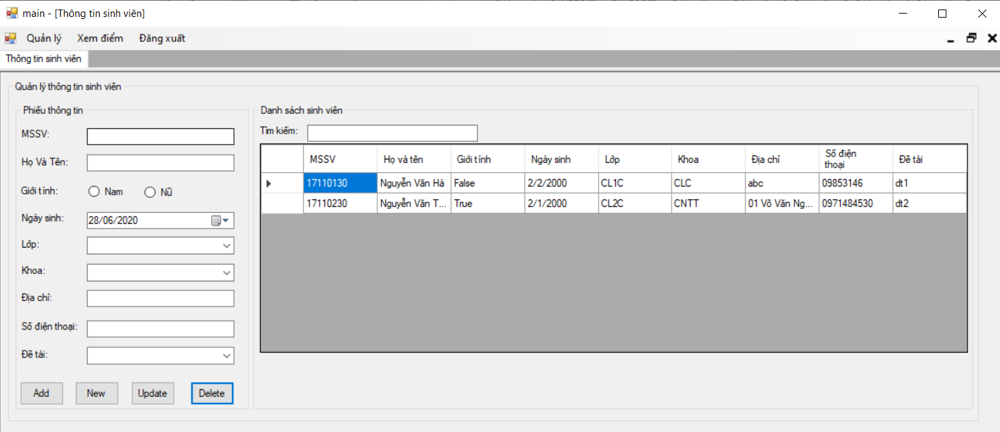 main - [Thông tin sinh viên]
Quản lý Xem điểm Đăng xuất
Thông tin sinh viên
Quản lý thông tin sinh viên
Phiếu thông tin
MSSV:
Họ Và Tên:
Giới tính: Nam Nữ
Ngày sinh: 28/06/2020
Lớp:
Khoa:
Địa chỉ:
Số điện thoại:
Đề tài:
Add New Update Delete
Danh sách sinh viên
Tìm kiếm:
MSSV Họ và tên Giới tính Ngày sinh Lớp Khoa Địa chỉ Số điện thoại Đề tài
17110130 Nguyễn Văn Hà False 2/2/2000 CL1C CLC abc 09853146 dt1
17110230 Nguyễn Văn T... True 2/1/2000 CL2C CNTT 01 Võ Văn Ng... 0971484530 dt2